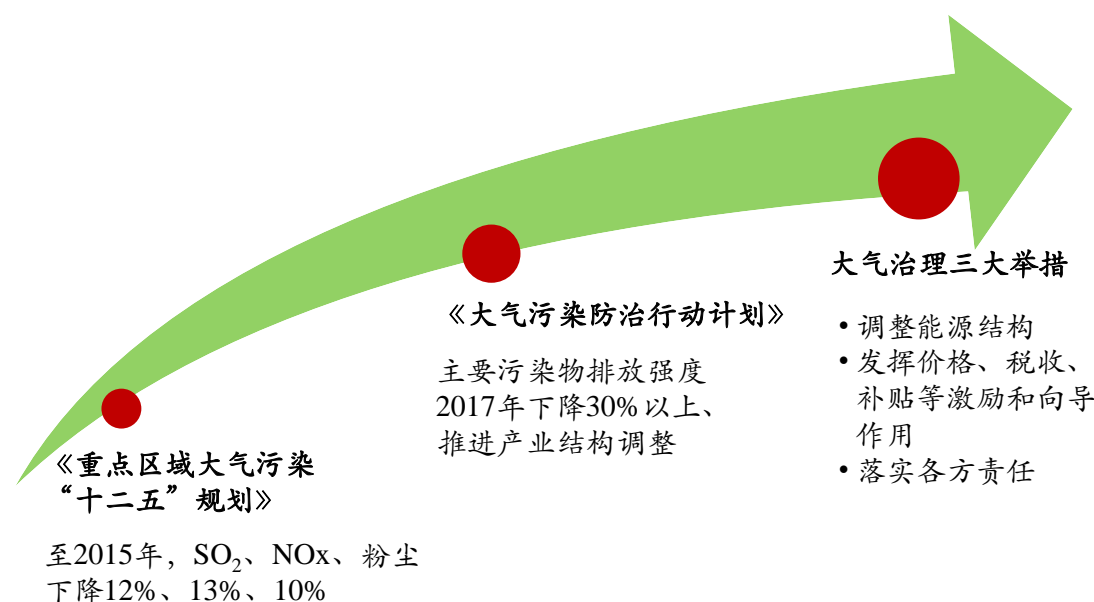 《重点区域大气污染
“十二五”规划》
至2015年，SO₂、NOx、粉尘
下降12%、13%、10%
《大气污染防治行动计划》
主要污染物排放强度
2017年下降30%以上、
推进产业结构调整
大气治理三大举措
• 调整能源结构
• 发挥价格、税收、
补贴等激励和向导
作用
• 落实各方责任